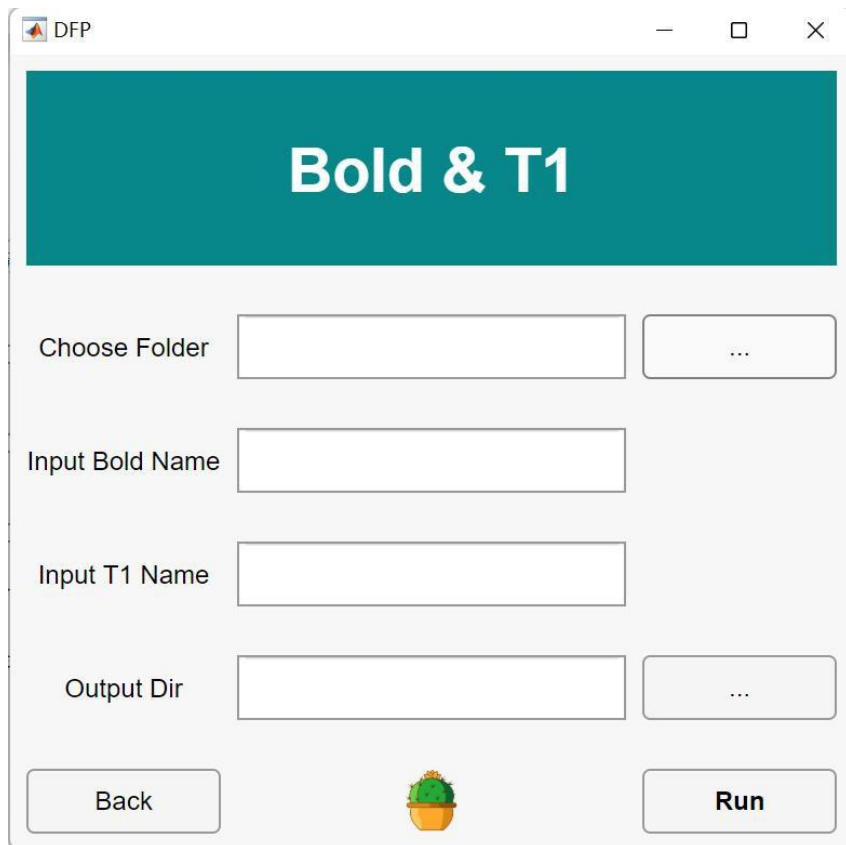 DFP
Bold & T1
Choose Folder
...
Input Bold Name
Input T1 Name
Output Dir
...
Back
Run